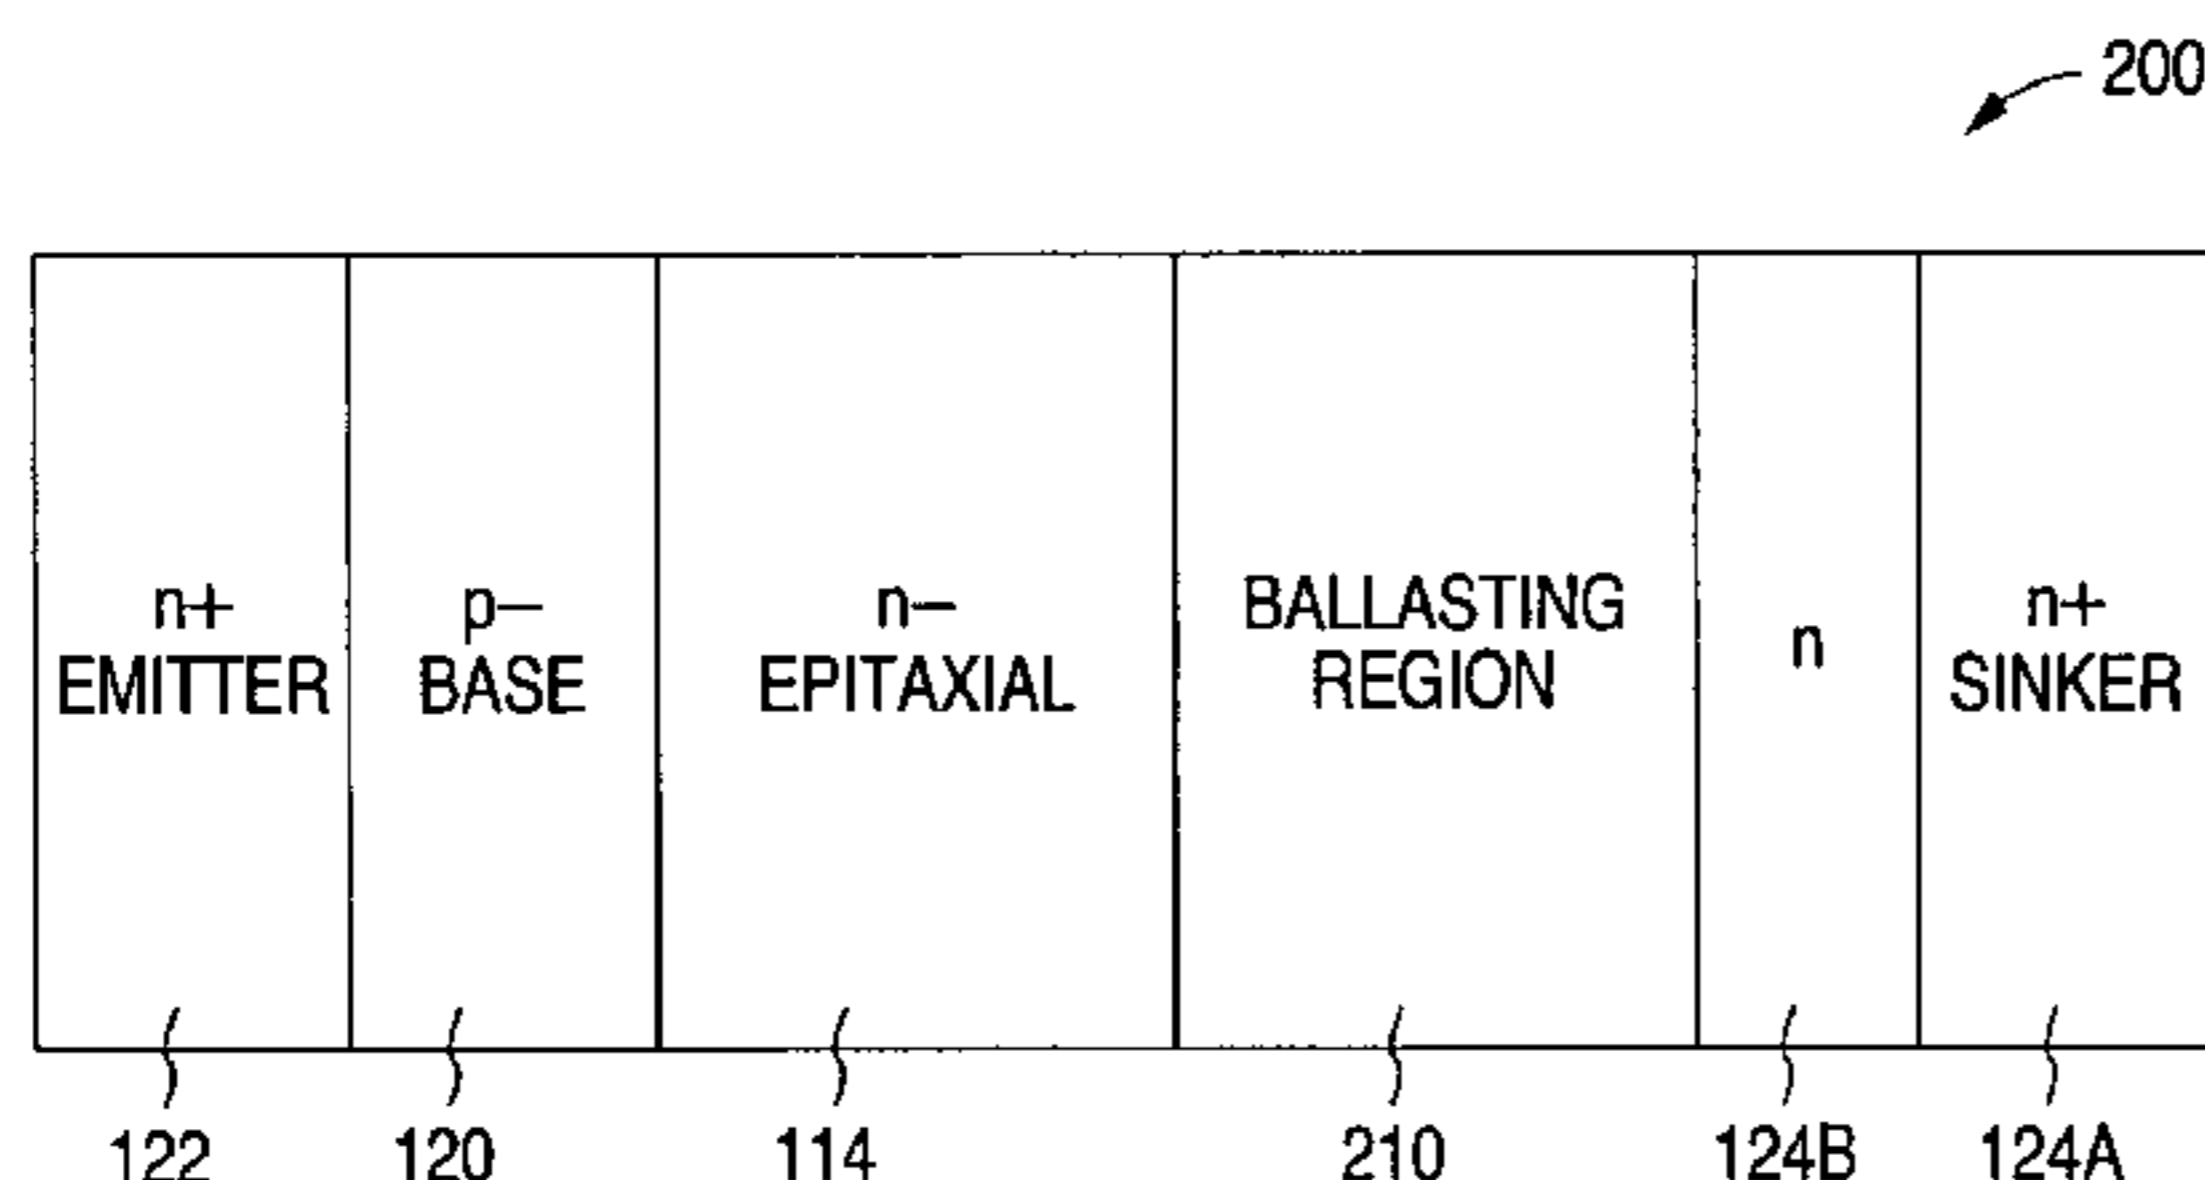 200
n+
EMITTER
p–
BASE
n–
EPITAXIAL
BALLASTING
REGION
n
n+
SINKER
122
120
114
210
124B
124A